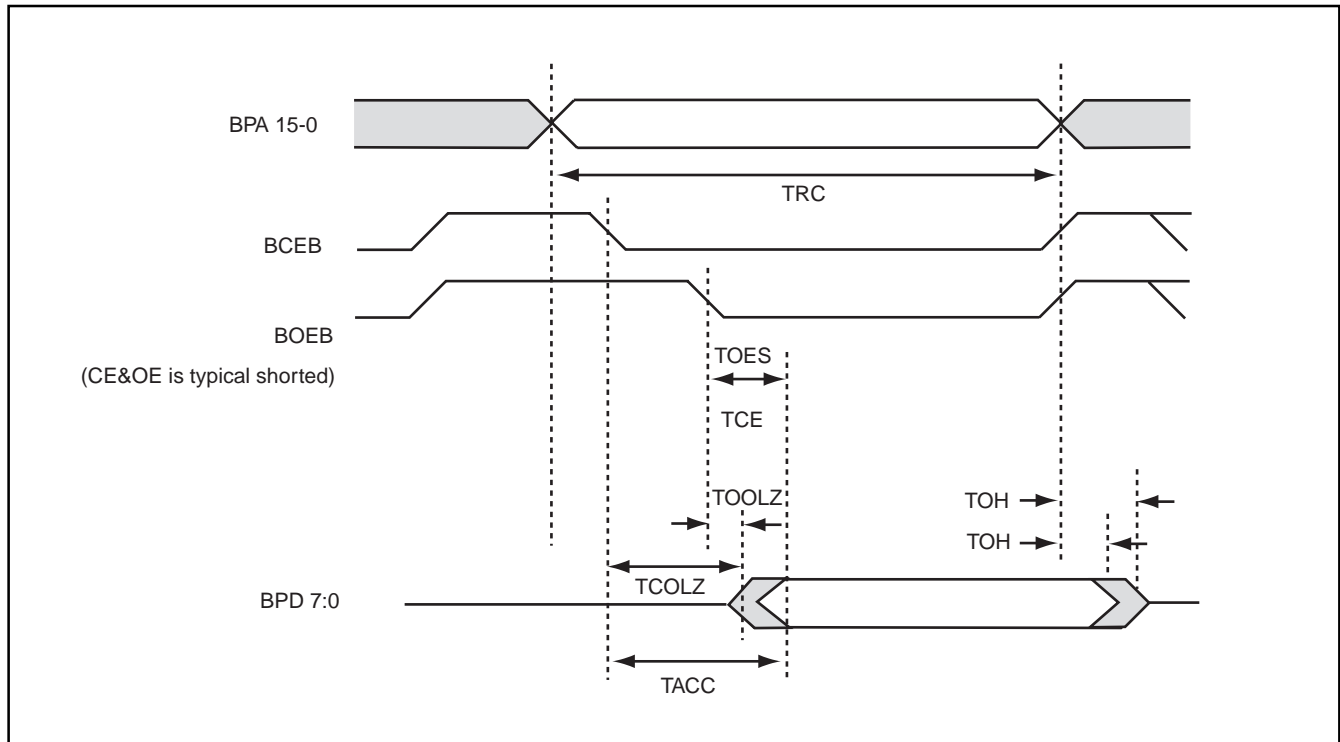 BPA 15-0
TRC
BCEB
BOEB
(CE&OE is typical shorted)
TOES
TCE
TOOLZ
TOH
TOH
TCOLZ
BPD 7:0
TACC